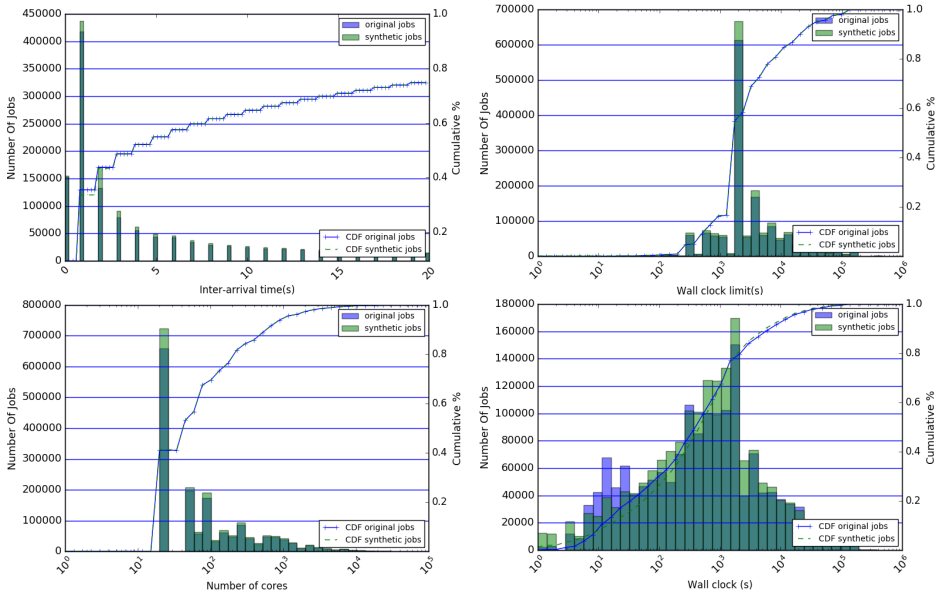 450000
400000
350000
300000
250000
200000
150000
100000
50000
0
Number Of Jobs
original jobs
synthetic jobs
1.0
0.8
0.6
0.4
0.2
Cumulative %
CDF original jobs
CDF synthetic jobs
0 5 10 15 20
Inter-arrival time(s)
700000
600000
500000
400000
300000
200000
100000
0
Number Of Jobs
original jobs
synthetic jobs
1.0
0.8
0.6
0.4
0.2
Cumulative %
CDF original jobs
CDF synthetic jobs
10^0 10^1 10^2 10^3 10^4 10^5 10^6
Wall clock limit(s)
800000
700000
600000
500000
400000
300000
200000
100000
0
Number Of Jobs
original jobs
synthetic jobs
1.0
0.8
0.6
0.4
0.2
Cumulative %
CDF original jobs
CDF synthetic jobs
10^0 10^1 10^2 10^3 10^4 10^5
Number of cores
180000
160000
140000
120000
100000
80000
60000
40000
20000
0
Number Of Jobs
original jobs
synthetic jobs
1.0
0.8
0.6
0.4
0.2
Cumulative %
CDF original jobs
CDF synthetic jobs
10^0 10^1 10^2 10^3 10^4 10^5 10^6
Wall clock (s)